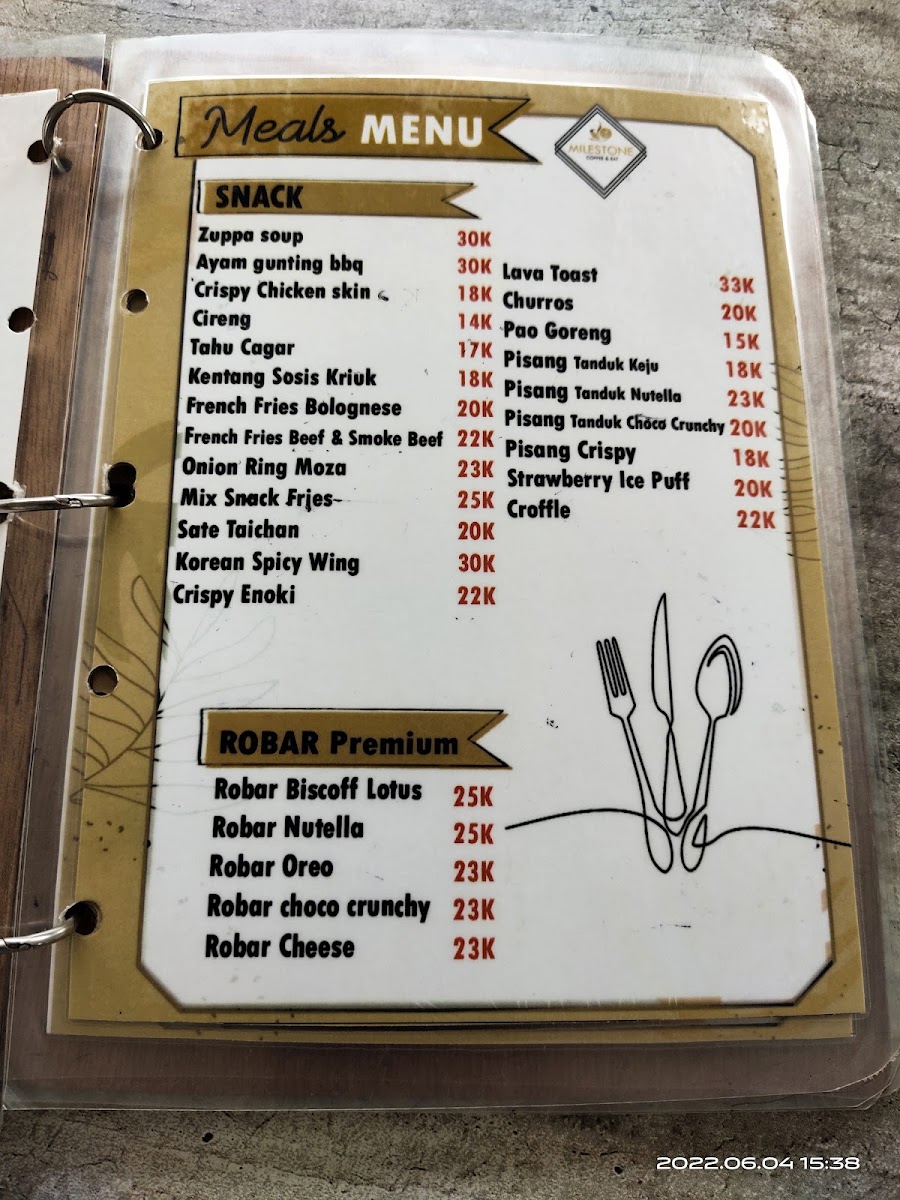 Meals MENU
MILESTONE
COFFEE & EAT
SNACK
Zuppa soup 30K
Ayam gunting bbq 30K
Crispy Chicken skin 18K
Cireng 14K
Tahu Cagar 17K
Kentang Sosis Kriuk 18K
French Fries Bolognese 20K
French Fries Beef & Smoke Beef 22K
Onion Ring Moza 23K
Mix Snack Fries 25K
Sate Taichan 20K
Korean Spicy Wing 30K
Crispy Enoki 22K
Lava Toast 33K
Churros 20K
Pao Goreng 15K
Pisang Tanduk Keju 18K
Pisang Tanduk Nutella 23K
Pisang Tanduk Choco Crunchy 20K
Pisang Crispy 18K
Strawberry Ice Puff 20K
Croffle 22K
ROBAR Premium
Robar Biscoff Lotus 25K
Robar Nutella 25K
Robar Oreo 23K
Robar choco crunchy 23K
Robar Cheese 23K
2022.06.04 15:38